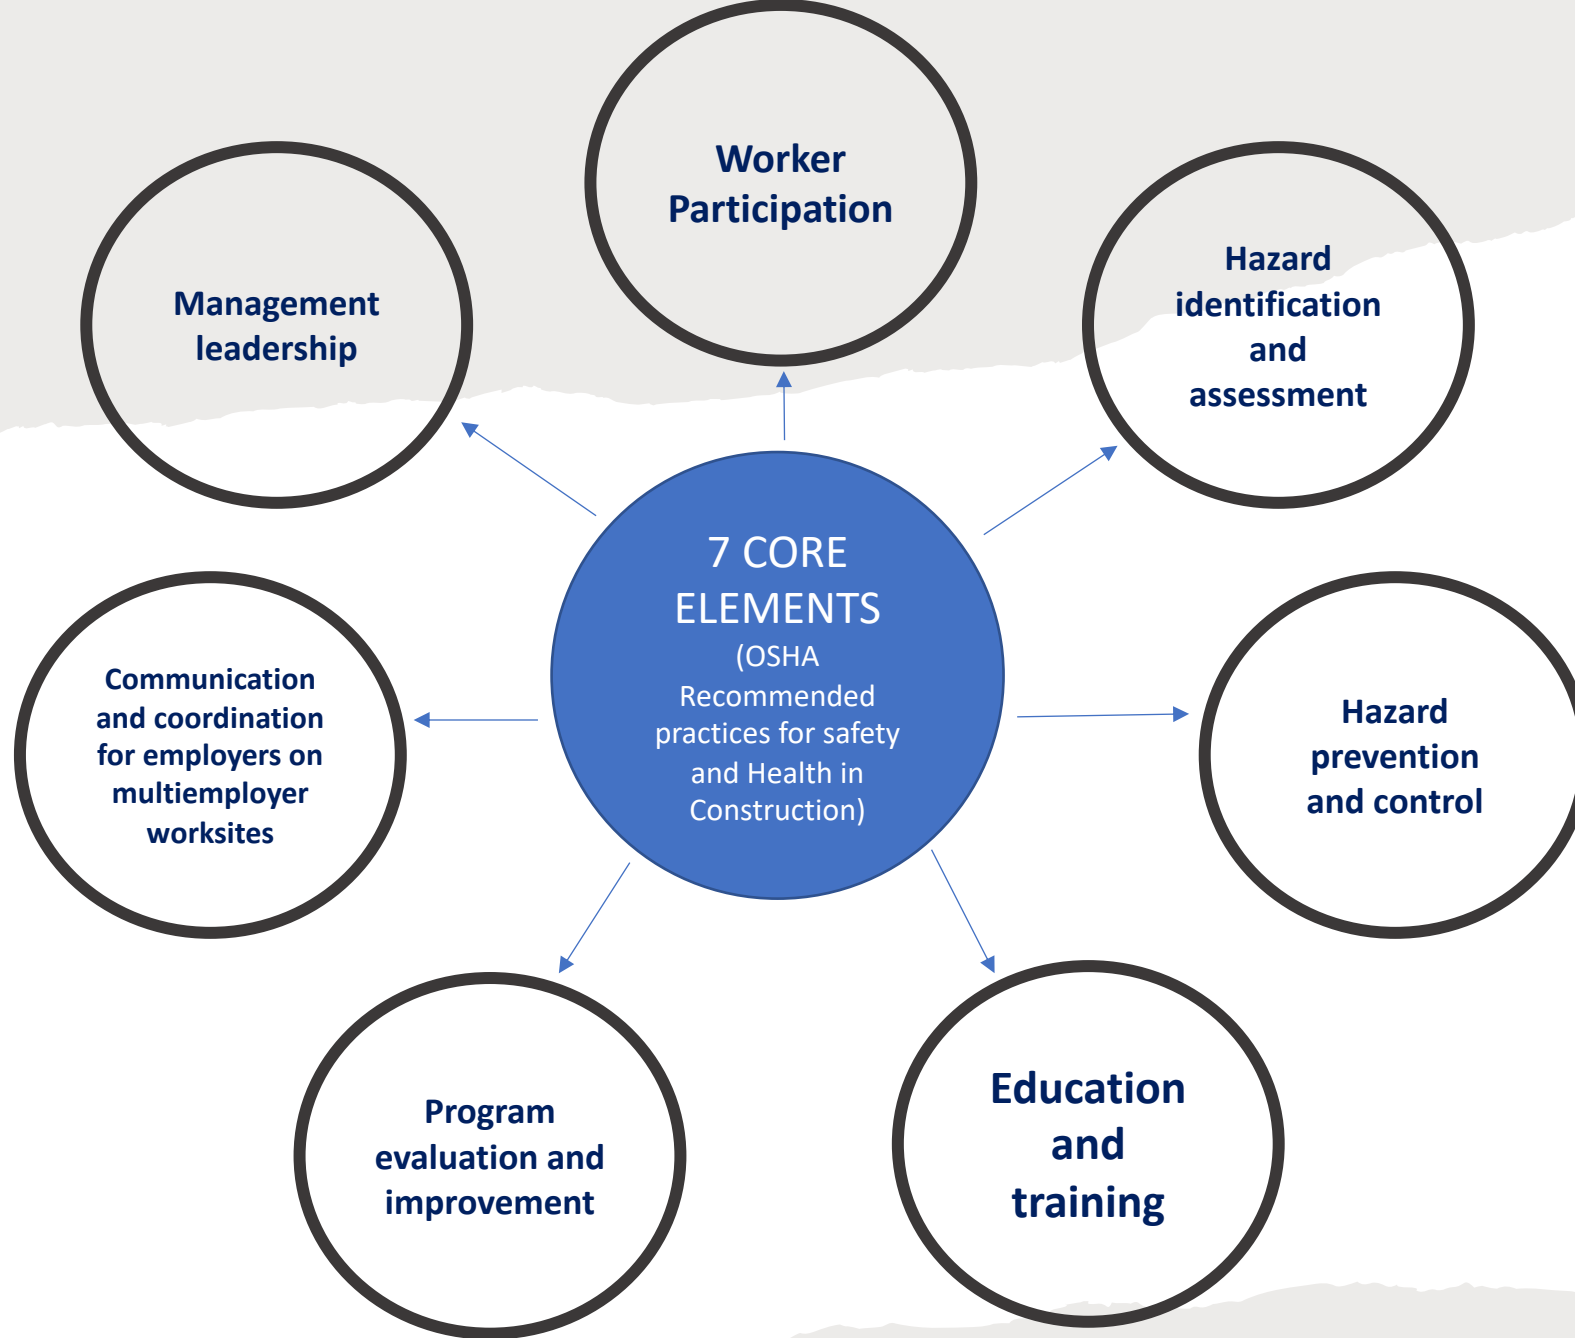 Worker
Participation
Management
leadership
Hazard
identification
and
assessment
7 CORE
ELEMENTS
(OSHA
Recommended
practices for safety
and Health in
Construction)
Communication
and coordination
for employers on
multiemployer
worksites
Hazard
prevention
and control
Program
evaluation and
improvement
Education
and
training